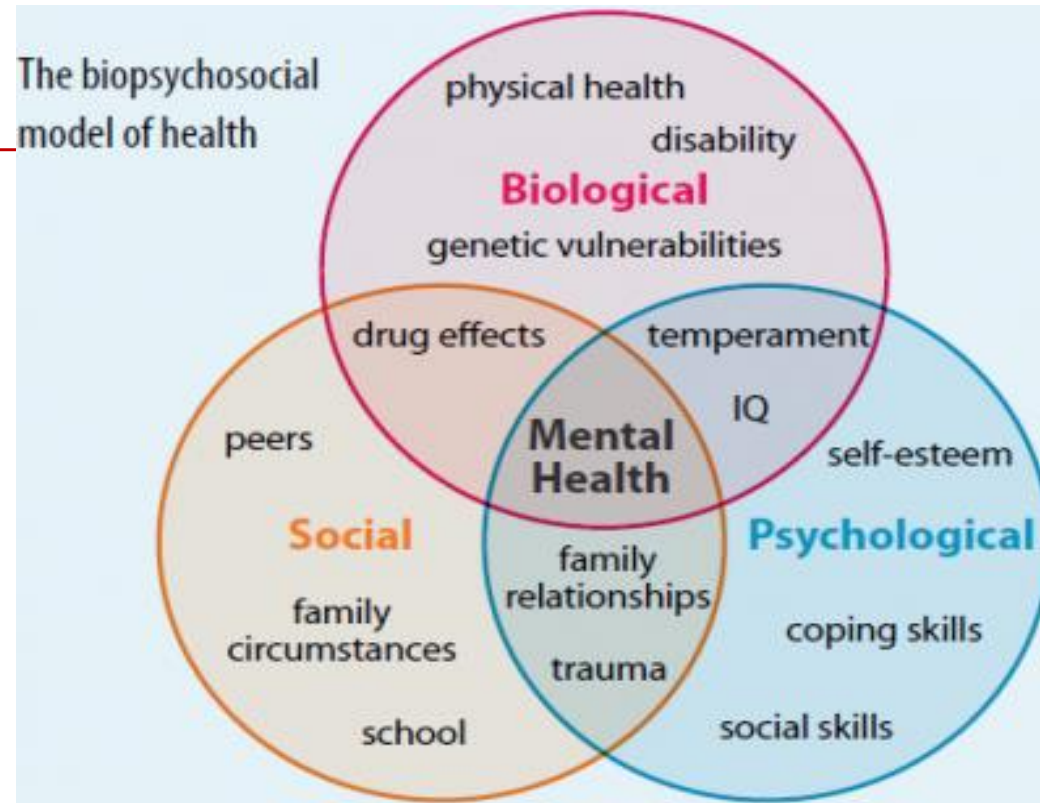 The biopsychosocial
model of health
physical health
disability
Biological
genetic vulnerabilities
drug effects
temperament
IQ
Mental
Health
peers
self-esteem
Social
Psychological
family
relationships
family
circumstances
coping skills
trauma
school
social skills